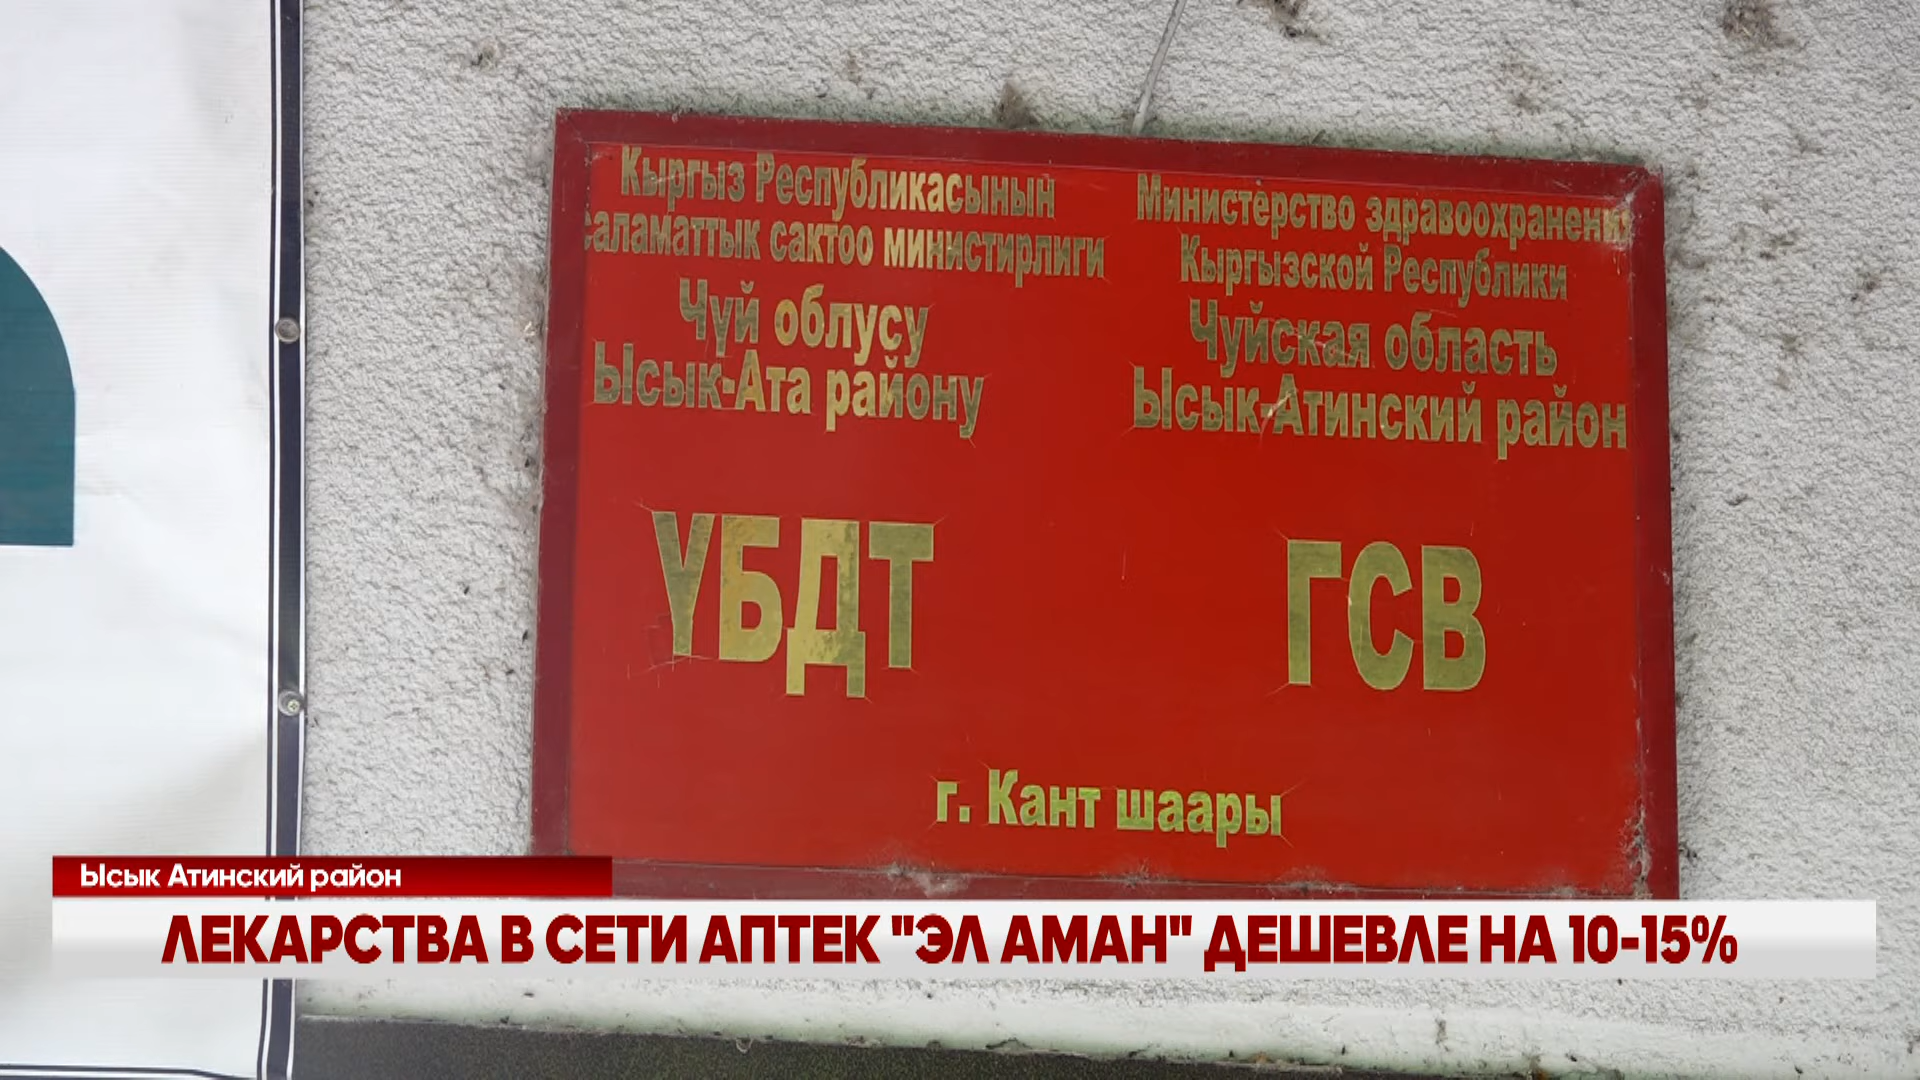 Кыргыз Республикасынын
саламаттык сактоо министирлиги
Чүй облусу
Ысык-Ата району
ҮБДТ
Министерство здравоохранени
Кыргызской Республики
Чуйская область
Ысык-Атинский район
ГСВ
г. Кант шаары
Ысык Атинский район
ЛЕКАРСТВА В СЕТИ АПТЕК "ЭЛ АМАН" ДЕШЕВЛЕ НА 10-15%